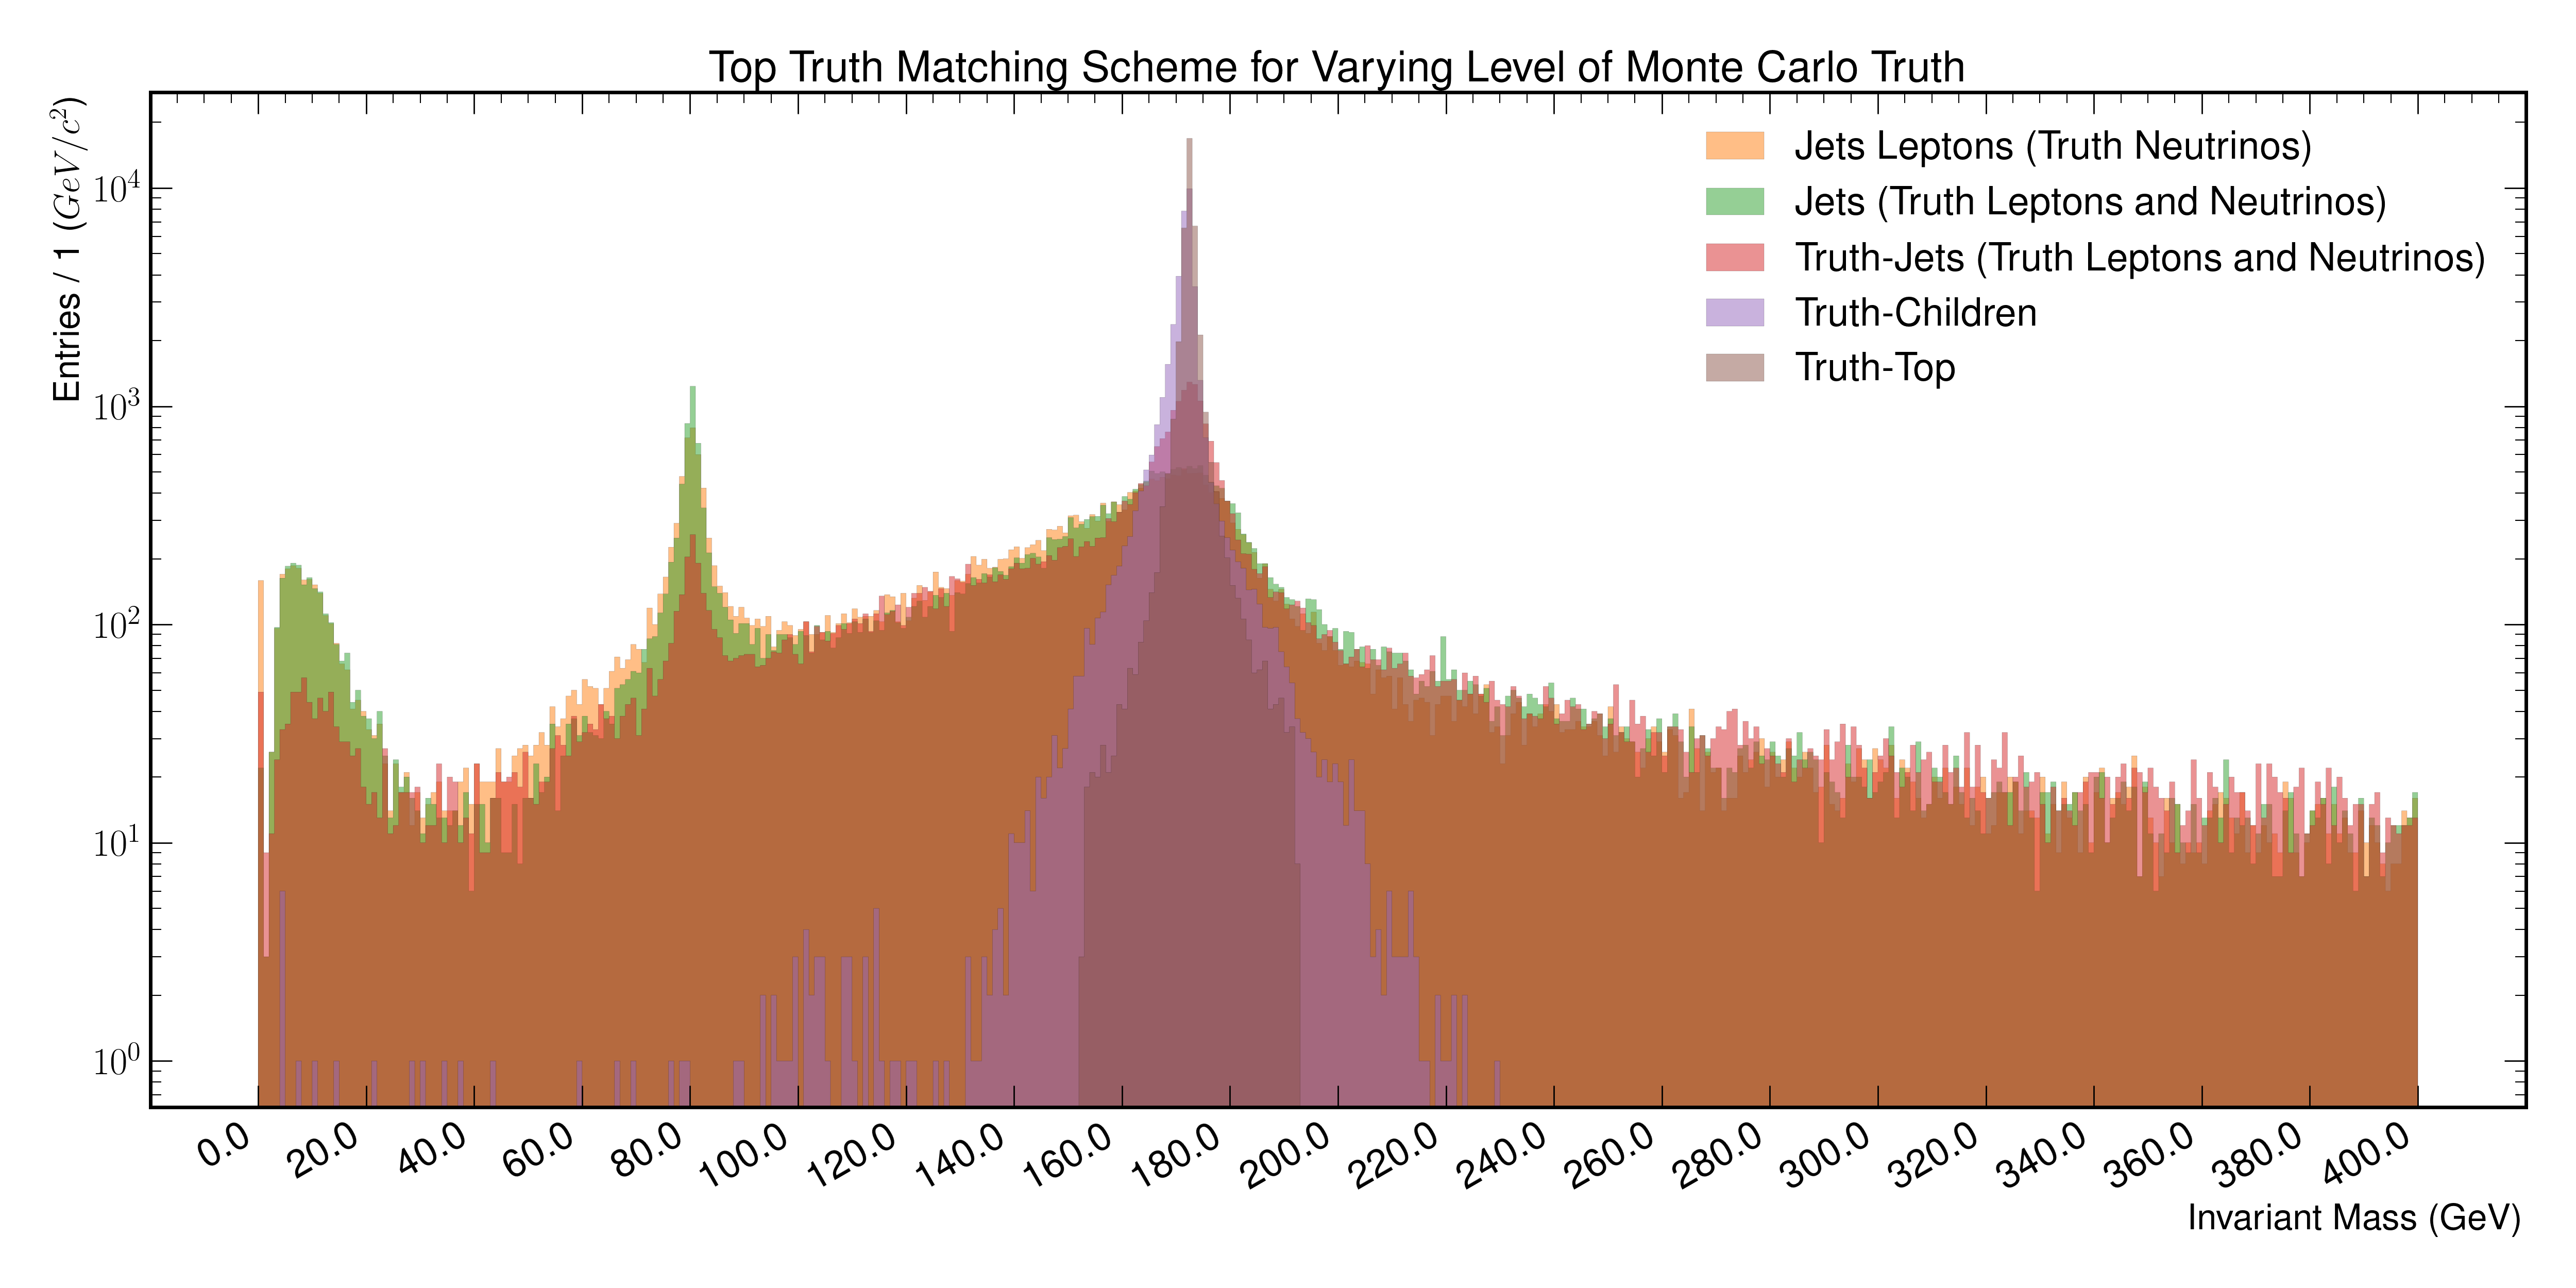 Top Truth Matching Scheme for Varying Level of Monte Carlo Truth
Entries / 1 (GeV/c²)
10⁴
10³
10²
10¹
10⁰
Jets Leptons (Truth Neutrinos)
Jets (Truth Leptons and Neutrinos)
Truth-Jets (Truth Leptons and Neutrinos)
Truth-Children
Truth-Top
0.0 20.0 40.0 60.0 80.0 100.0 120.0 140.0 160.0 180.0 200.0 220.0 240.0 260.0 280.0 300.0 320.0 340.0 360.0 380.0 400.0
Invariant Mass (GeV)